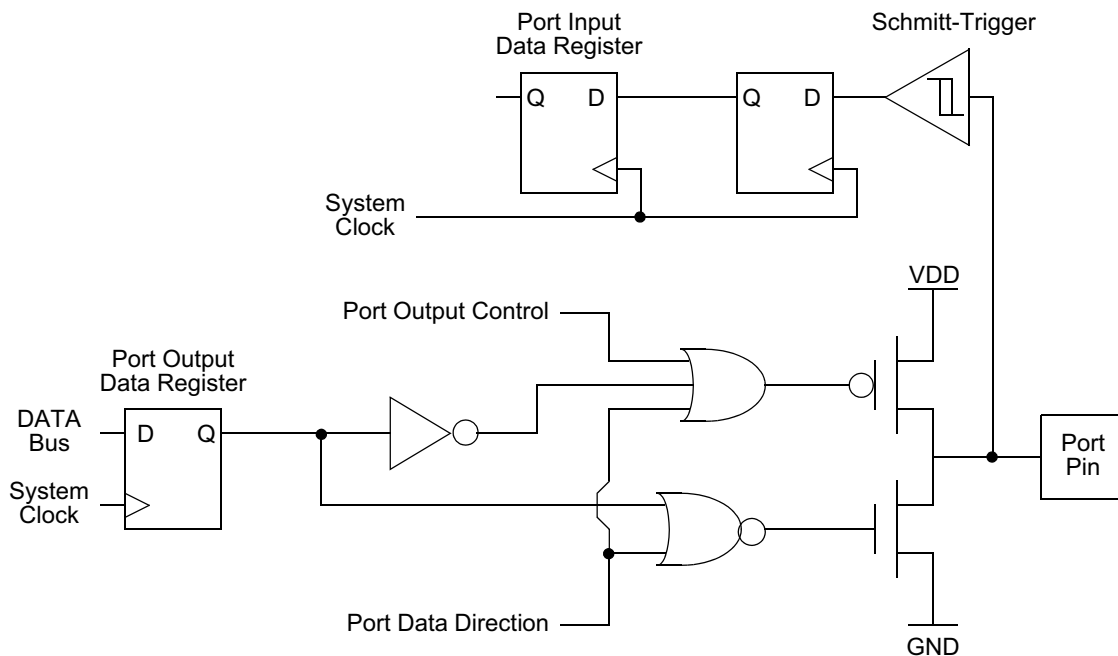 Port Input
Data Register
Schmitt-Trigger
Q D
Q D
System
Clock
VDD
Port Output Control
Port Output
Data Register
DATA
Bus
D Q
System
Clock
Port
Pin
Port Data Direction
GND